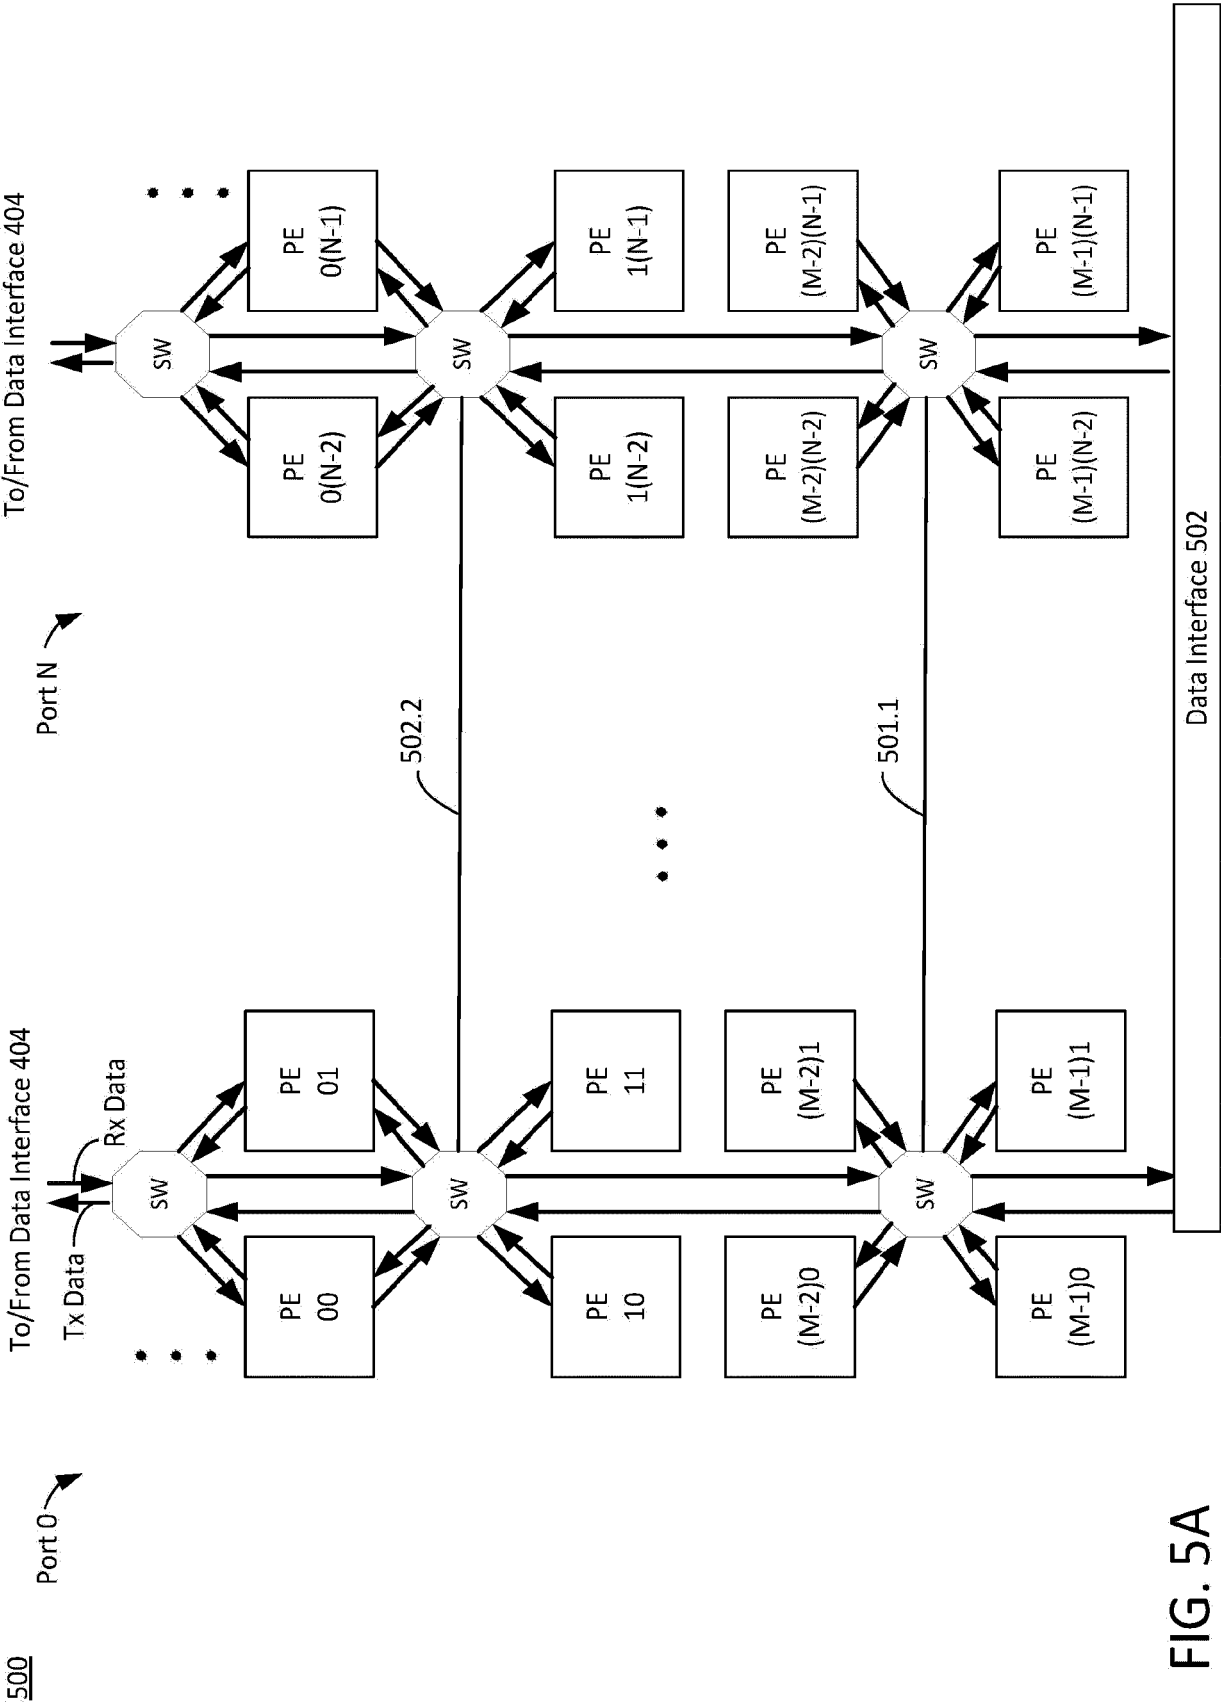 500
Port 0
Port N
To/From Data Interface 404
To/From Data Interface 404
Tx Data
Rx Data
SW
SW
PE
00
PE
01
PE
0(N-2)
PE
0(N-1)
SW
502.2
SW
PE
10
PE
11
PE
1(N-2)
PE
1(N-1)
PE
(M-2)0
PE
(M-2)1
PE
(M-2)(N-2)
PE
(M-2)(N-1)
SW
501.1
SW
PE
(M-1)0
PE
(M-1)1
PE
(M-1)(N-2)
PE
(M-1)(N-1)
Data Interface 502
FIG. 5A